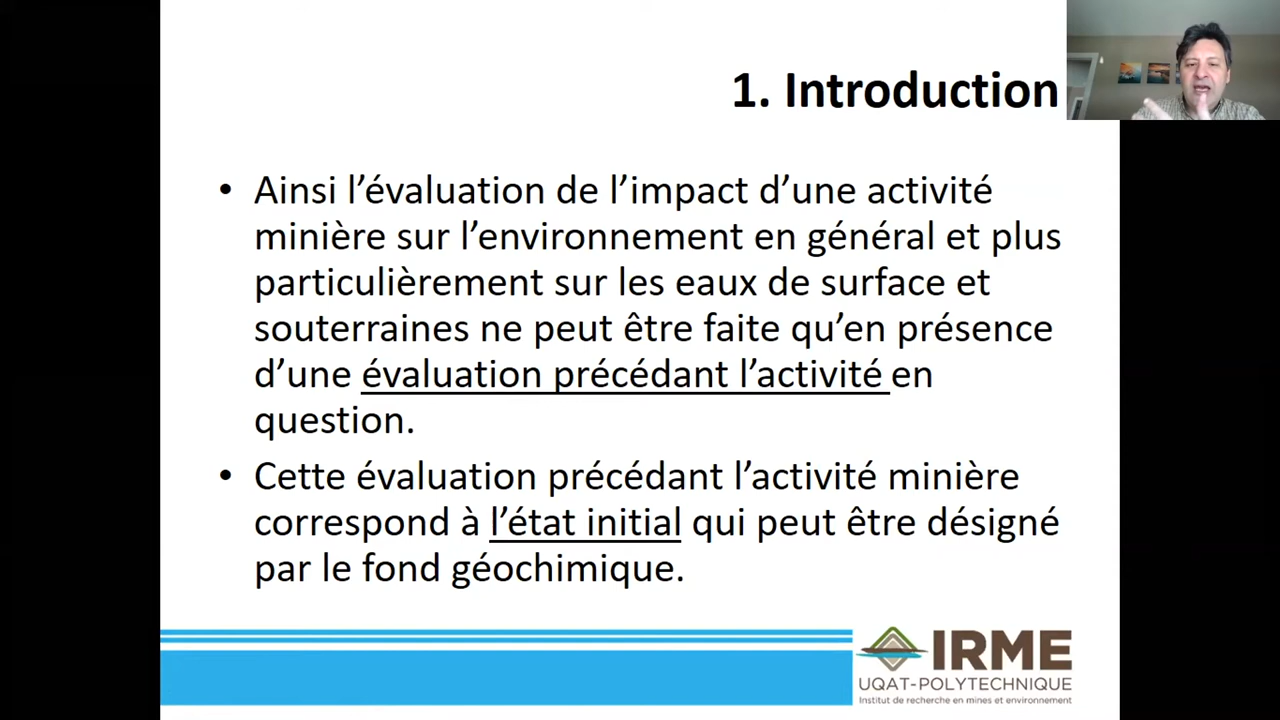 1. Introduction
• Ainsi l’évaluation de l’impact d’une activité
minière sur l’environnement en général et plus
particulièrement sur les eaux de surface et
souterraines ne peut être faite qu’en présence
d’une évaluation précédant l’activité en
question.
• Cette évaluation précédant l’activité minière
correspond à l’état initial qui peut être désigné
par le fond géochimique.
IRME
UQAT-POLYTECHNIQUE
Institut de recherche en mines et environnement